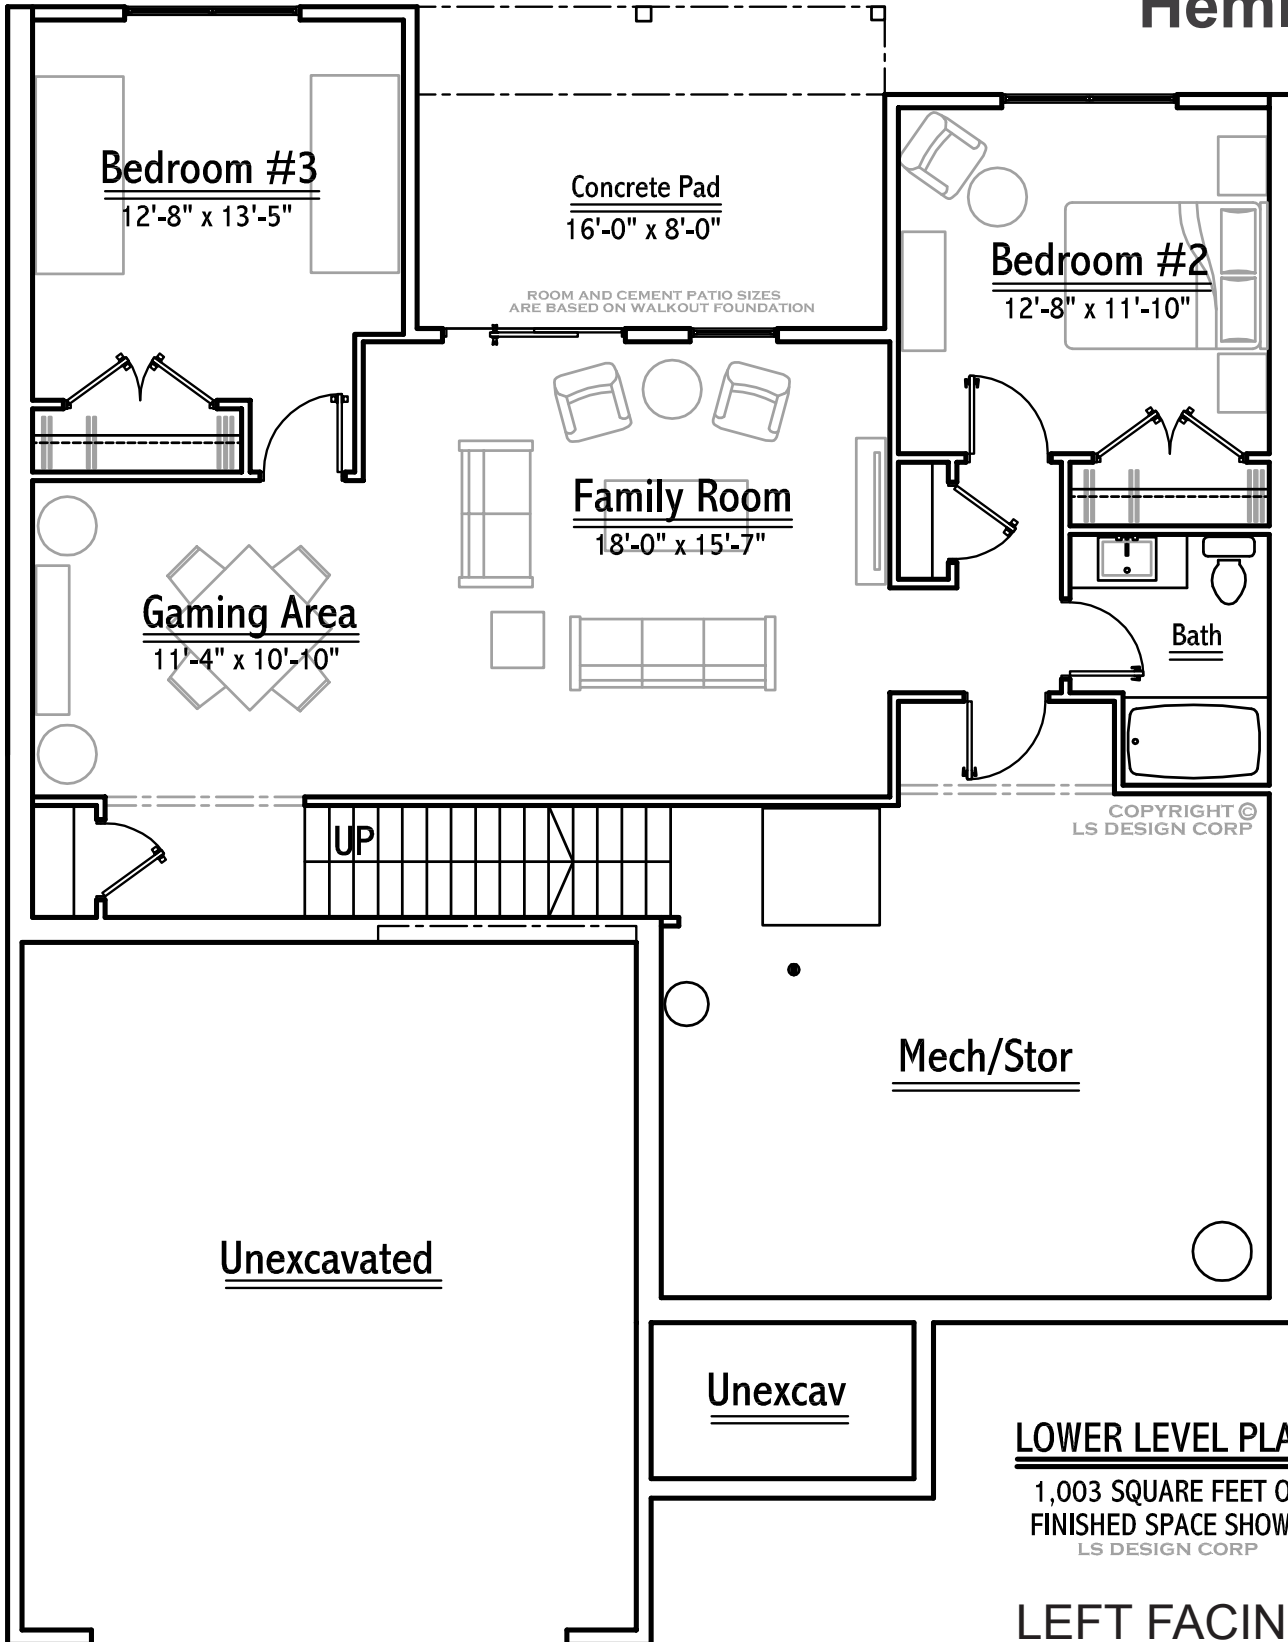 Bedroom #3
12'-8" x 13'-5"
Concrete Pad
16'-0" x 8'-0"
ROOM AND CEMENT PATIO SIZES
ARE BASED ON WALKOUT FOUNDATION
Bedroom #2
12'-8" x 11'-10"
Family Room
18'-0" x 15'-7"
Gaming Area
11'-4" x 10'-10"
Bath
UP
COPYRIGHT ©
LS DESIGN CORP
Mech/Stor
Unexcavated
Unexcav
LOWER LEVEL
1,003 SQUARE FEET
FINISHED SPACE
LS DESIGN CORP
LEFT